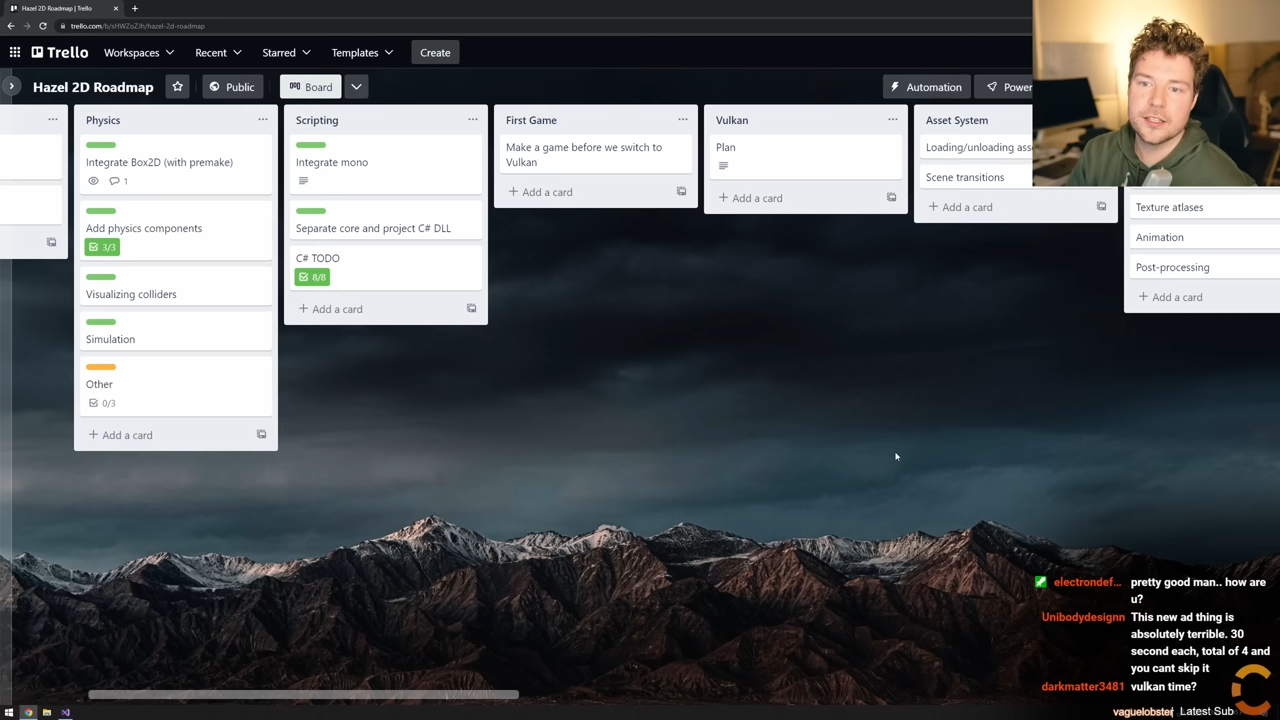 Hazel 2D Roadmap | Trello
trello.com/b/sHWZoZJh/hazel-2d-roadmap
Trello
Workspaces
Recent
Starred
Templates
Create
Hazel 2D Roadmap
Public
Board
Automation
Power
Physics
Integrate Box2D (with premake)
1
Add physics components
3/3
Visualizing colliders
Simulation
Other
0/3
+ Add a card
Scripting
Integrate mono
Separate core and project C# DLL
C# TODO
8/8
+ Add a card
First Game
Make a game before we switch to
Vulkan
+ Add a card
Vulkan
Plan
+ Add a card
Asset System
Loading/unloading ass
Scene transitions
+ Add a card
Texture atlases
Animation
Post-processing
+ Add a card
electrondef... pretty good man.. how are
u?
Unibodydesignn This new ad thing is
absolutely terrible. 30
second each, total of 4 and
you cant skip it
darkmatter3481 vulkan time?
vaguelobster Latest Sub